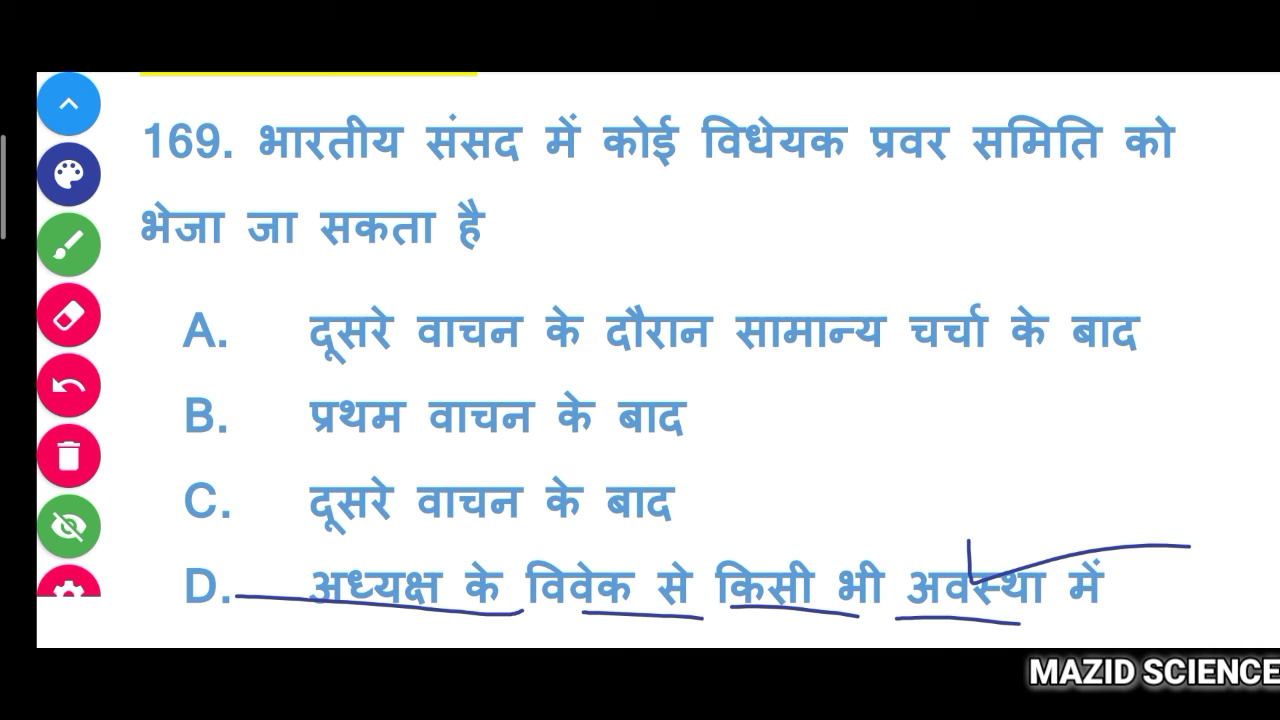 169. भारतीय संसद में कोई विधेयक प्रवर समिति को
भेजा जा सकता है
A. दूसरे वाचन के दौरान सामान्य चर्चा के बाद
B. प्रथम वाचन के बाद
C. दूसरे वाचन के बाद
D. अध्यक्ष के विवेक से किसी भी अवस्था में
MAZID SCIENCE